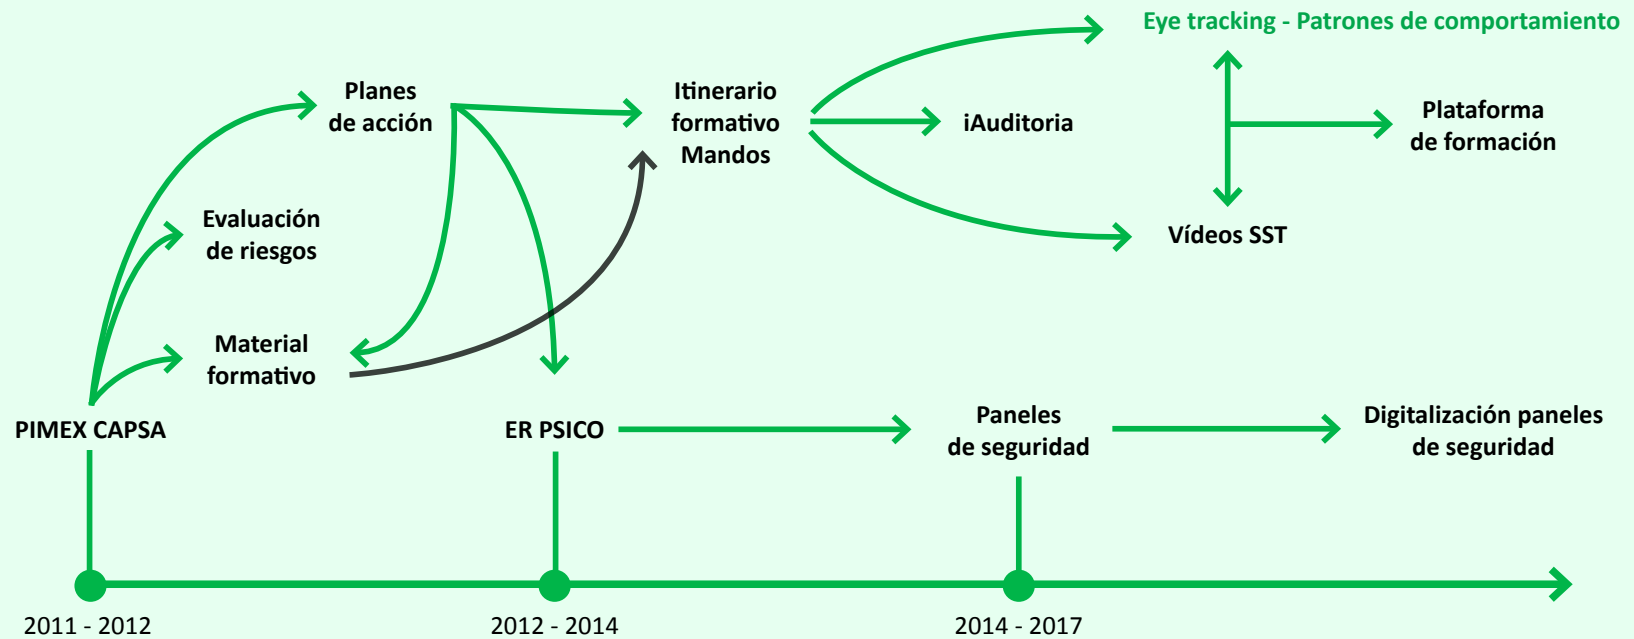 Eye tracking - Patrones de comportamiento
Planes
de acción
Itinerario
formativo
Mandos
iAuditoria
Plataforma
de formación
Evaluación
de riesgos
Vídeos SST
Material
formativo
PIMEX CAPSA
ER PSICO
Paneles
de seguridad
Digitalización paneles
de seguridad
2011 - 2012
2012 - 2014
2014 - 2017